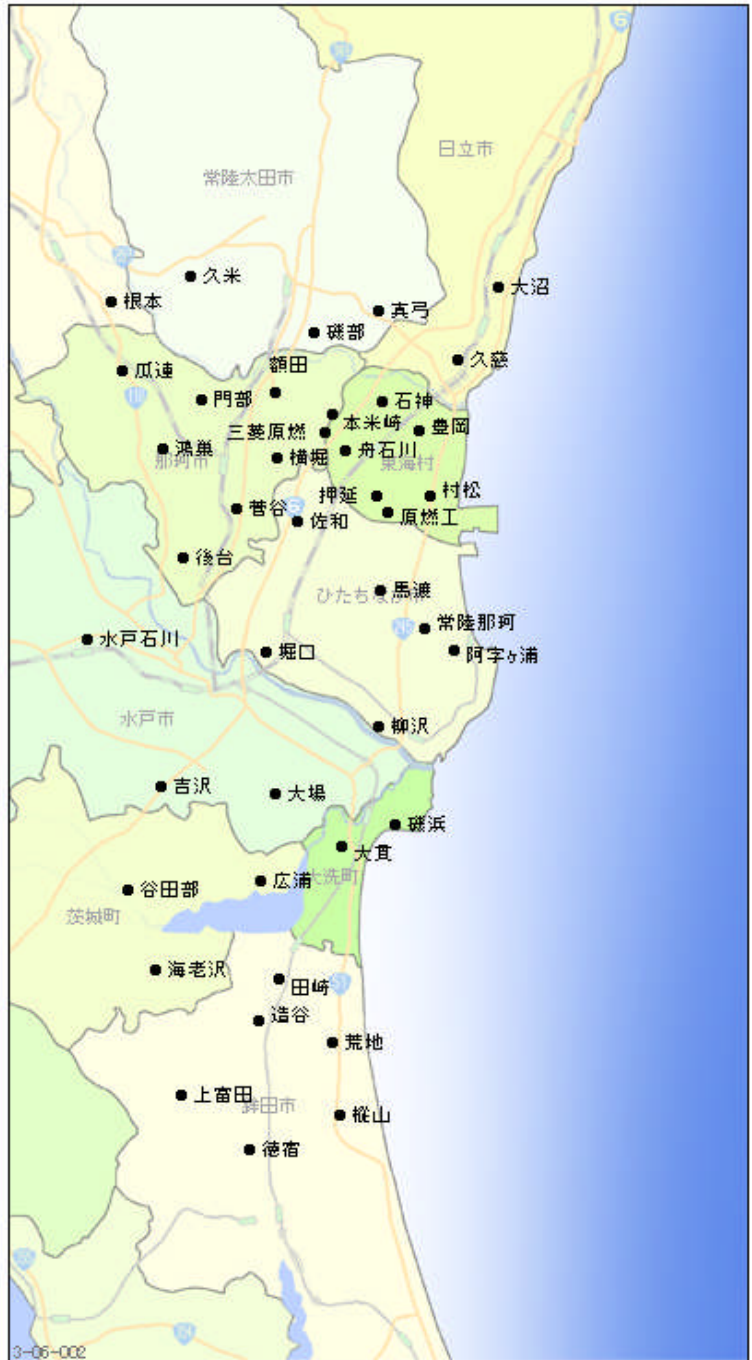 6
日立市
常陸太田市
久米
大沼
根本
真弓
磯部
久慈
額田
瓜連
門部
石神
本米崎
豊岡
三菱原燃
鴻巣
舟石川
横堀
那珂市
東海村
押延
村松
菅谷
6
佐和
原燃工
後台
馬渡
ひたちなか市
常陸那珂
245
水戸石川
堀口
阿字ヶ浦
水戸市
柳沢
吉沢
大場
磯浜
大貫
大洗町
広浦
谷田部
茨城町
海老沢
田崎
51
造谷
荒地
上富田
鉾田市
樅山
徳宿
3-06-002